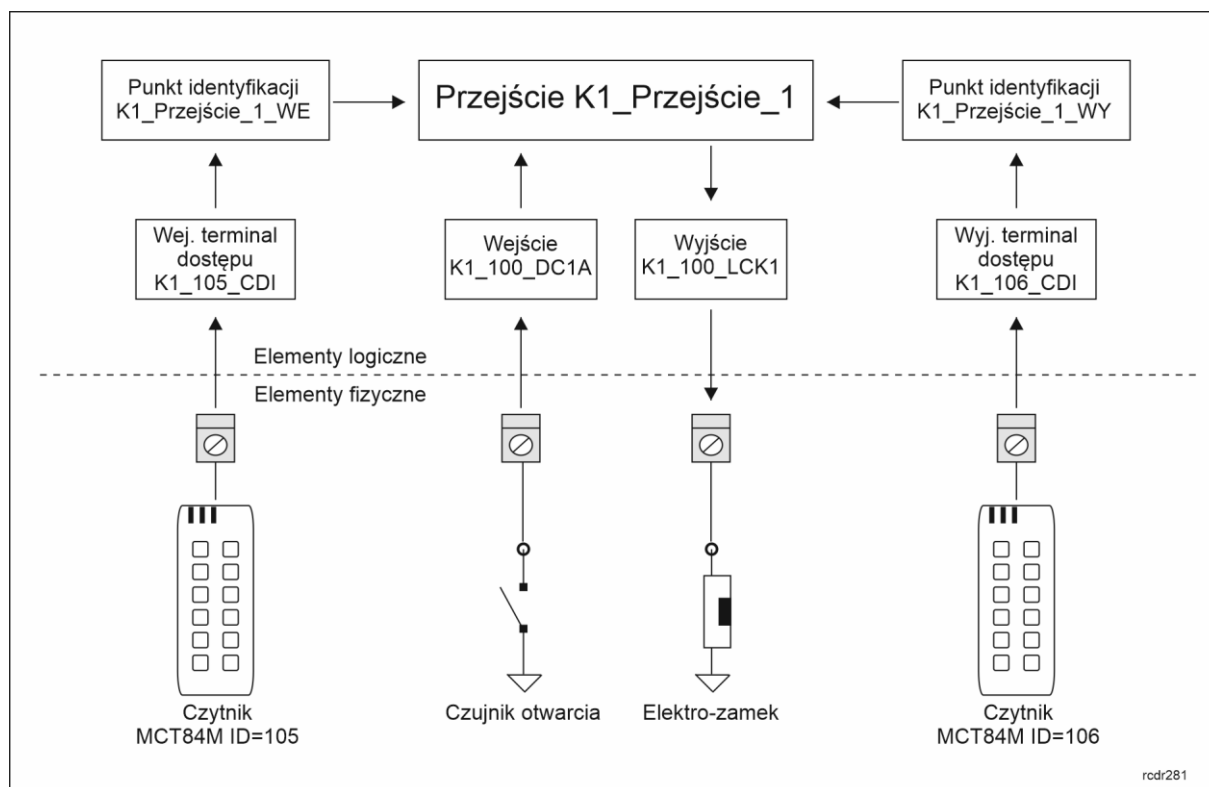 Punkt identyfikacji
K1_Przejście_1_WE
Przejście K1_Przejście_1
Punkt identyfikacji
K1_Przejście_1_WY
Wej. terminal
dostępu
K1_105_CDI
Wejście
K1_100_DC1A
Wyjście
K1_100_LCK1
Wyj. terminal
dostępu
K1_106_CDI
Elementy logiczne
Elementy fizyczne
Czytnik
MCT84M ID=105
Czujnik otwarcia
Elektro-zamek
Czytnik
MCT84M ID=106
rcdr281